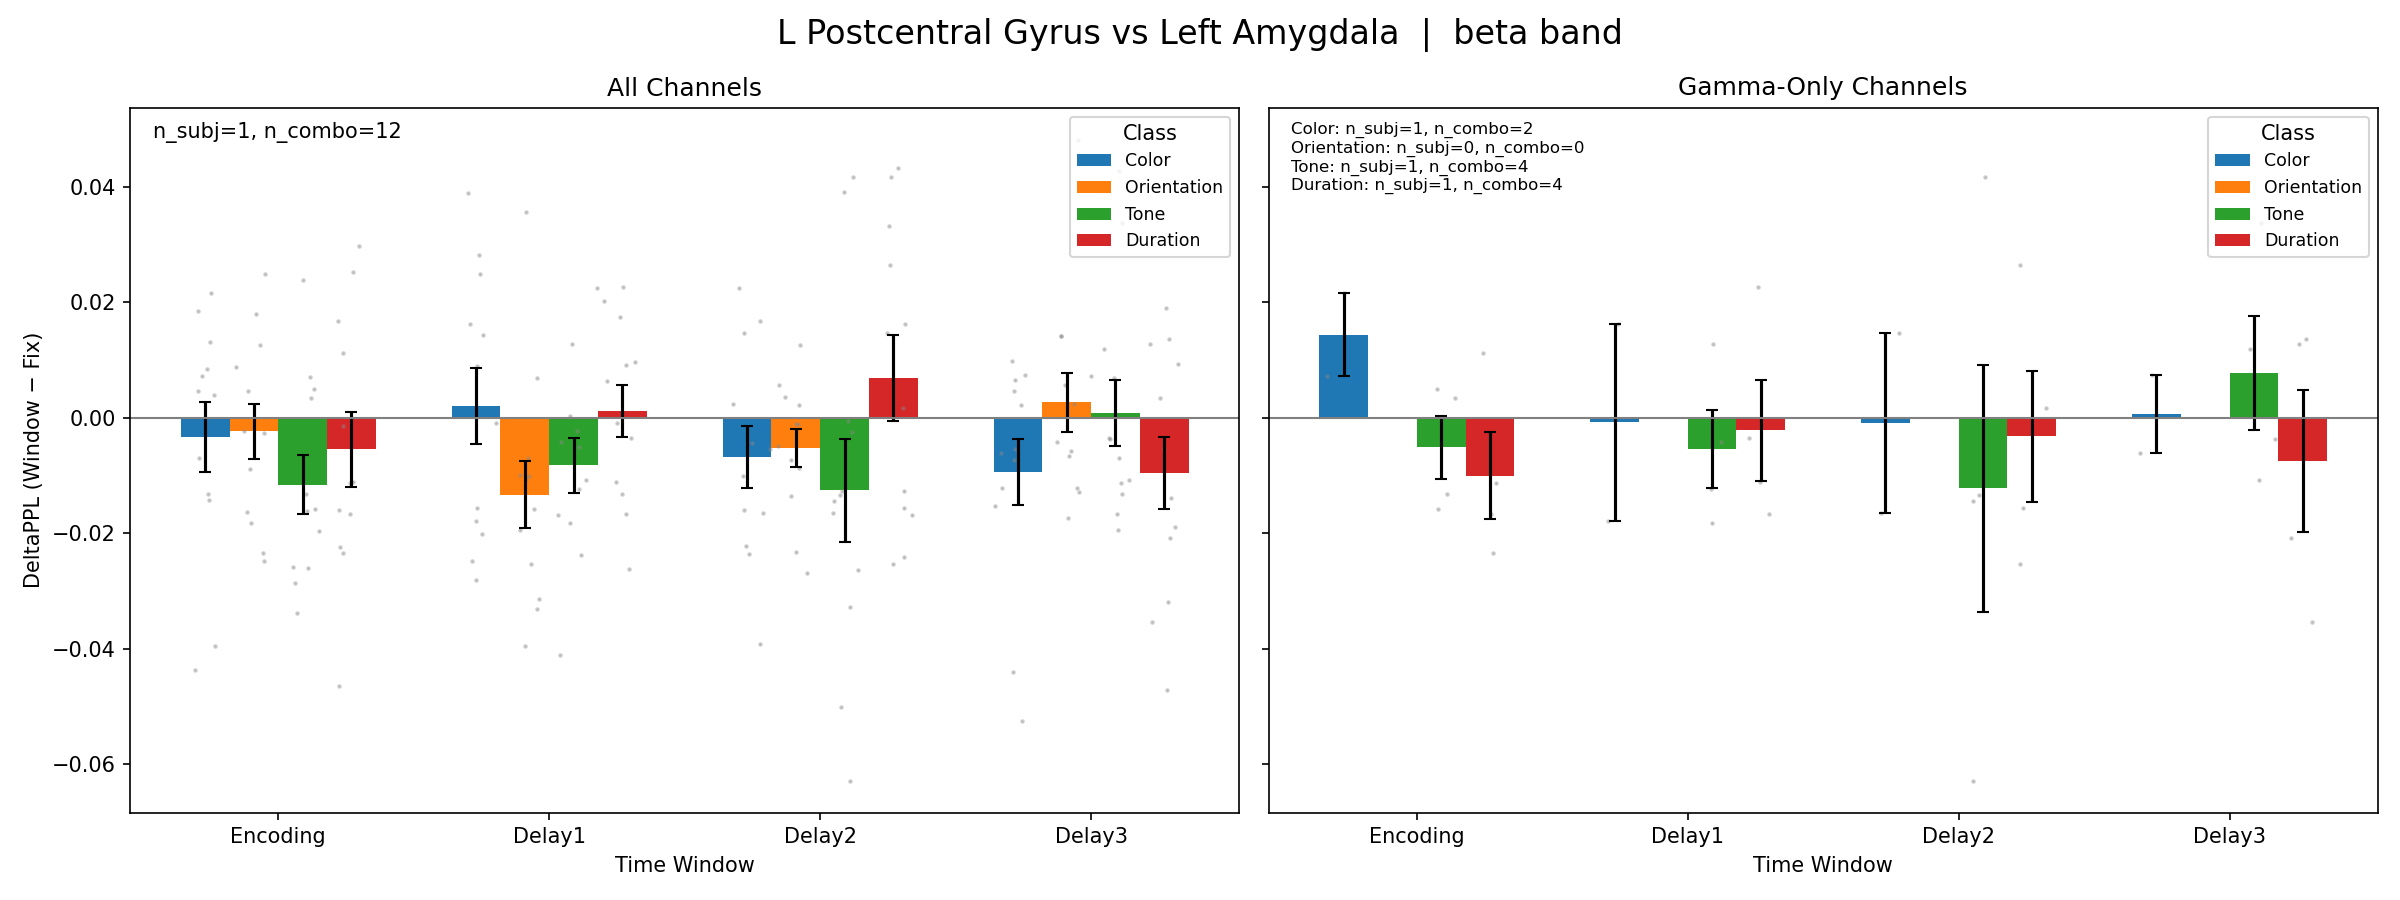 L Postcentral Gyrus vs Left Amygdala | beta band
All Channels
n_subj=1, n_combo=12
Class
Color
Orientation
Tone
Duration
0.04
0.02
0.00
−0.02
−0.04
−0.06
DeltaPPL (Window − Fix)
Encoding
Delay1
Delay2
Delay3
Time Window
Gamma-Only Channels
Color: n_subj=1, n_combo=2
Orientation: n_subj=0, n_combo=0
Tone: n_subj=1, n_combo=4
Duration: n_subj=1, n_combo=4
Class
Color
Orientation
Tone
Duration
Encoding
Delay1
Delay2
Delay3
Time Window